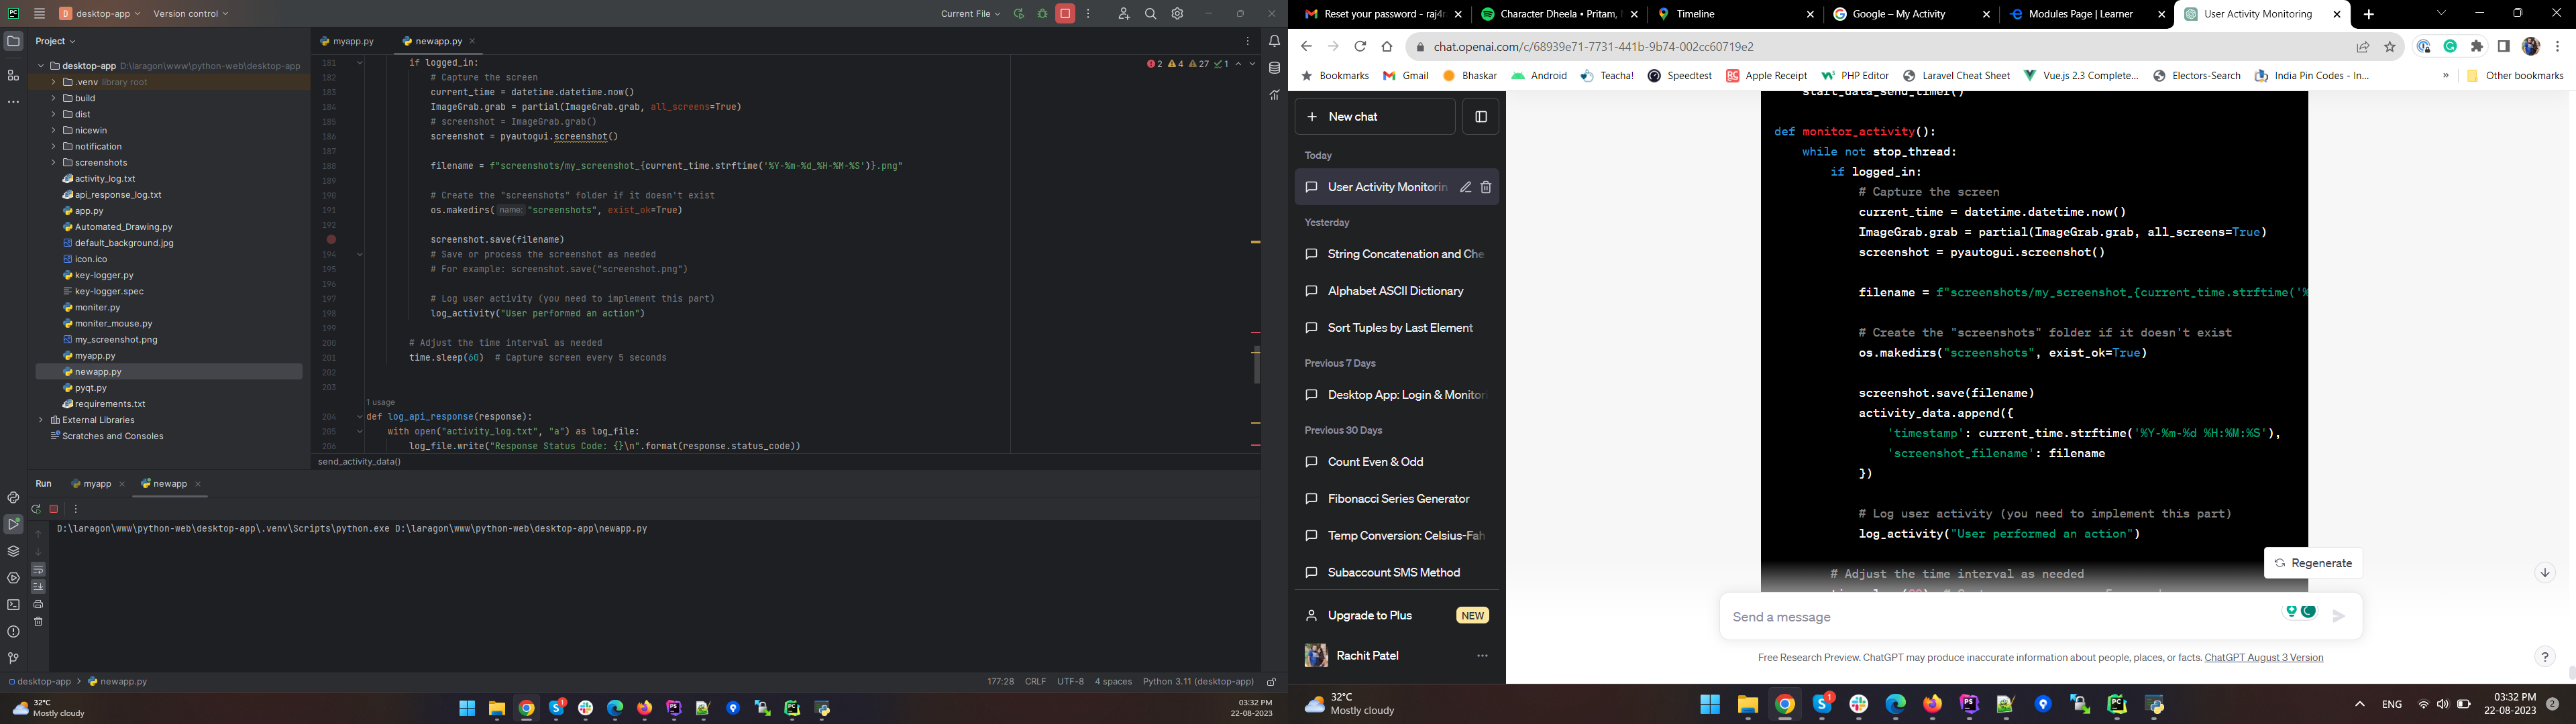 desktop-app
Version control
Current File
Project
myapp.py
newapp.py
desktop-app D:\laragon\www\python-web\desktop-app
.venv library root
build
dist
nicewin
notification
screenshots
activity_log.txt
api_response_log.txt
app.py
Automated_Drawing.py
default_background.jpg
icon.ico
key-logger.py
key-logger.spec
moniter.py
moniter_mouse.py
my_screenshot.png
myapp.py
newapp.py
pyqt.py
requirements.txt
External Libraries
Scratches and Consoles
2 4 27 1
181 if logged_in:
182 # Capture the screen
183 current_time = datetime.datetime.now()
184 ImageGrab.grab = partial(ImageGrab.grab, all_screens=True)
185 # screenshot = ImageGrab.grab()
186 screenshot = pyautogui.screenshot()
187
188 filename = f"screenshots/my_screenshot_{current_time.strftime('%Y-%m-%d_%H-%M-%S')}.png"
189
190 # Create the "screenshots" folder if it doesn't exist
191 os.makedirs( name: "screenshots", exist_ok=True)
192
screenshot.save(filename)
194 # Save or process the screenshot as needed
195 # For example: screenshot.save("screenshot.png")
196
197 # Log user activity (you need to implement this part)
198 log_activity("User performed an action")
199
200 # Adjust the time interval as needed
201 time.sleep(60) # Capture screen every 5 seconds
202
203
1 usage
204 def log_api_response(response):
205 with open("activity_log.txt", "a") as log_file:
206 log_file.write("Response Status Code: {}\n".format(response.status_code))
send_activity_data()
Run
myapp
newapp
D:\laragon\www\python-web\desktop-app\.venv\Scripts\python.exe D:\laragon\www\python-web\desktop-app\newapp.py
desktop-app > newapp.py
177:28 CRLF UTF-8 4 spaces Python 3.11 (desktop-app)
32°C
Mostly cloudy
03:32 PM
22-08-2023
Reset your password - raj4r
Character Dheela • Pritam,
Timeline
Google – My Activity
Modules Page | Learner
User Activity Monitoring
chat.openai.com/c/68939e71-7731-441b-9b74-002cc60719e2
Bookmarks
Gmail
Bhaskar
Android
Teacha!
Speedtest
Apple Receipt
PHP Editor
Laravel Cheat Sheet
Vue.js 2.3 Complete...
Electors-Search
India Pin Codes - In...
Other bookmarks
New chat
Today
User Activity Monitorin
Yesterday
String Concatenation and Che
Alphabet ASCII Dictionary
Sort Tuples by Last Element
Previous 7 Days
Desktop App: Login & Monitori
Previous 30 Days
Count Even & Odd
Fibonacci Series Generator
Temp Conversion: Celsius-Fah
Subaccount SMS Method
Upgrade to Plus NEW
Rachit Patel
start_data_send_timer()
def monitor_activity():
while not stop_thread:
if logged_in:
# Capture the screen
current_time = datetime.datetime.now()
ImageGrab.grab = partial(ImageGrab.grab, all_screens=True)
screenshot = pyautogui.screenshot()
filename = f"screenshots/my_screenshot_{current_time.strftime('%
# Create the "screenshots" folder if it doesn't exist
os.makedirs("screenshots", exist_ok=True)
screenshot.save(filename)
activity_data.append({
'timestamp': current_time.strftime('%Y-%m-%d %H:%M:%S'),
'screenshot_filename': filename
})
# Log user activity (you need to implement this part)
log_activity("User performed an action")
# Adjust the time interval as needed
Regenerate
Send a message
Free Research Preview. ChatGPT may produce inaccurate information about people, places, or facts. ChatGPT August 3 Version
?
32°C
Mostly cloudy
ENG
03:32 PM
22-08-2023
2